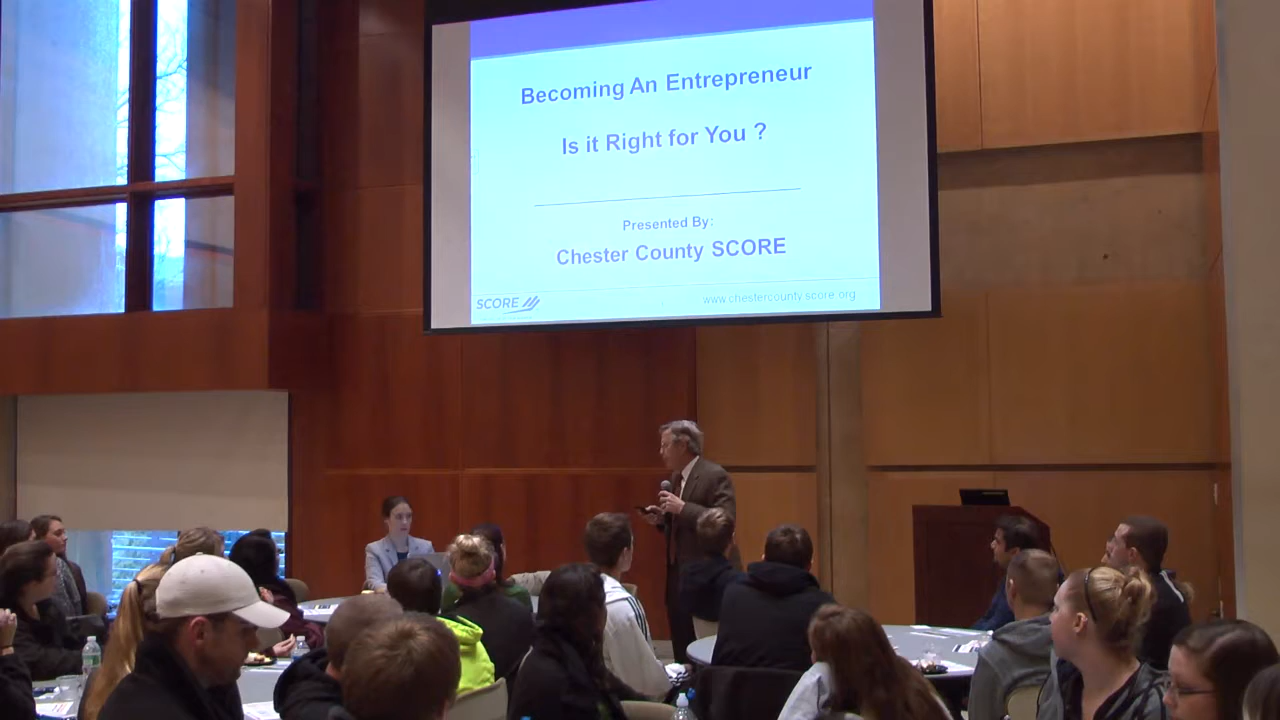 Becoming An Entrepreneur
Is it Right for You ?
Presented By:
Chester County SCORE
SCORE
www.chestercounty.score.org